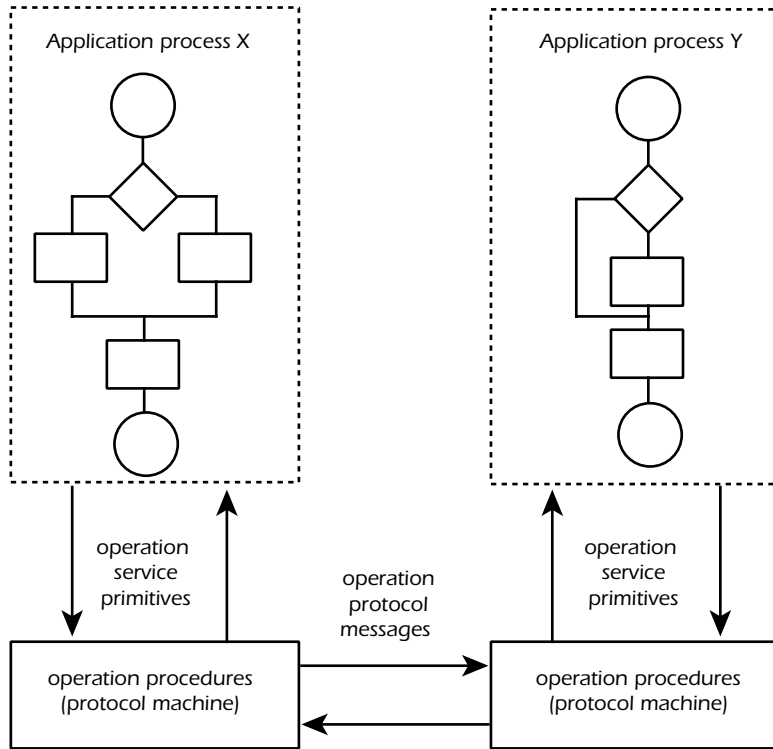 Application process X
Application process Y
operation
service
primitives
operation
protocol
messages
operation
service
primitives
operation procedures
(protocol machine)
operation procedures
(protocol machine)